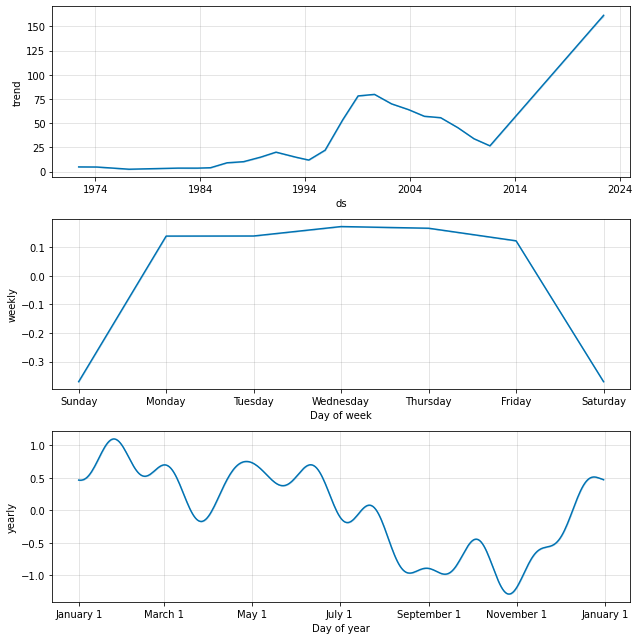 150
125
100
75
50
25
0
trend
1974 1984 1994 2004 2014 2024
ds
0.1
0.0
−0.1
−0.2
−0.3
weekly
Sunday Monday Tuesday Wednesday Thursday Friday Saturday
Day of week
1.0
0.5
0.0
−0.5
−1.0
yearly
January 1 March 1 May 1 July 1 September 1 November 1 January 1
Day of year